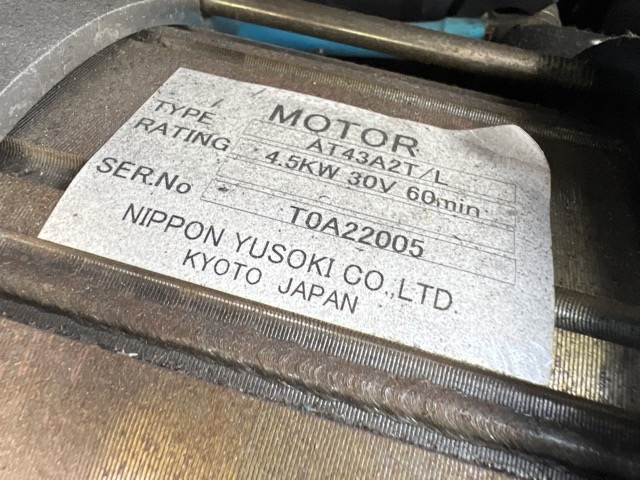 MOTOR
TYPE AT43A2T/L
RATING 4.5KW 30V 60min
SER.No T0A22005
NIPPON YUSOKI CO.,LTD.
KYOTO JAPAN